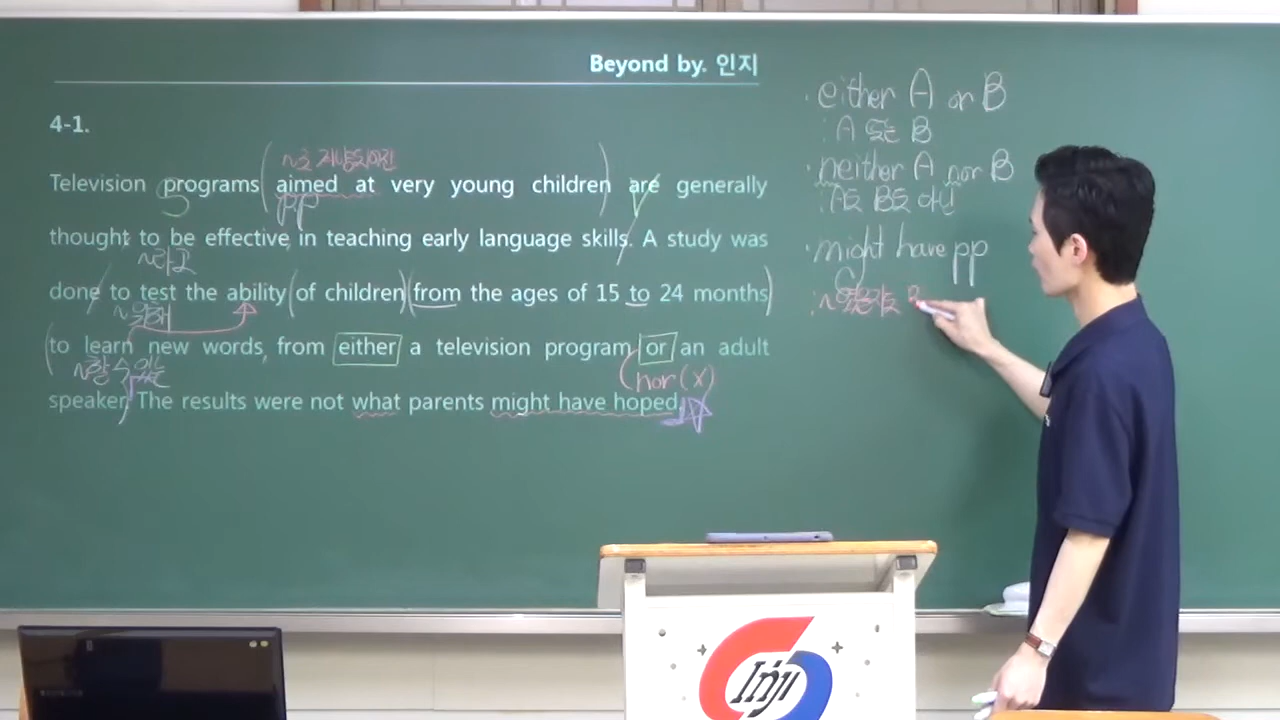 Beyond by. 인지
4-1.
~로 겨냥되어진
Television programs aimed at very young children are generally
pp
thought to be effective in teaching early language skills. A study was
~라고
done to test the ability of children from the ages of 15 to 24 months
~위해
to learn new words, from either a television program or an adult
~할 수 있는
nor (X)
speaker. The results were not what parents might have hoped.
· either A or B
: A 또는 B
· neither A nor B
: A도 B도 아닌
· might have pp
Inji